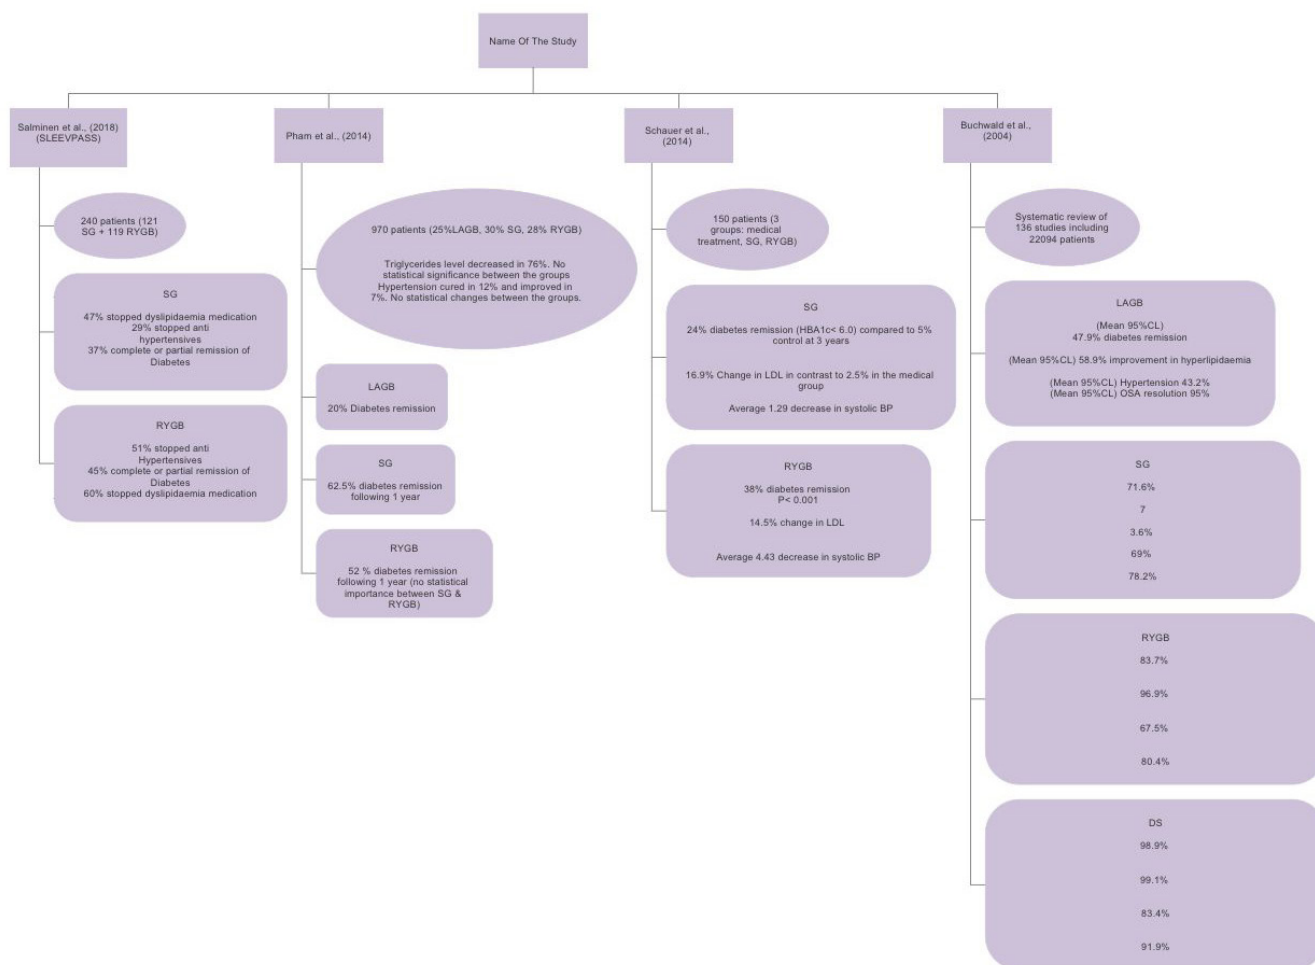 Name Of The Study
Salminen et al., (2018)
(SLEEVPASS)
240 patients (121
SG + 119 RYGB)
SG
47% stopped dyslipidaemia medication
29% stopped anti
hypertensives
37% complete or partial remission of
Diabetes
RYGB
51% stopped anti
Hypertensives
45% complete or partial remission of
Diabetes
60% stopped dyslipidaemia medication
Pham et al., (2014)
970 patients (25%LAGB, 30% SG, 28% RYGB)
Triglycerides level decreased in 76%. No
statistical significance between the groups
Hypertension cured in 12% and improved in
7%. No statistical changes between the groups.
LAGB
20% Diabetes remission
SG
62.5% diabetes remission
following 1 year
RYGB
52 % diabetes remission
following 1 year (no statistical
importance between SG &
RYGB)
Schauer et al.,
(2014)
150 patients (3
groups: medical
treatment, SG, RYGB)
SG
24% diabetes remission (HBA1c< 6.0) compared to 5%
control at 3 years
16.9% Change in LDL in contrast to 2.5% in the medical
group
Average 1.29 decrease in systolic BP
RYGB
38% diabetes remission
P< 0.001
14.5% change in LDL
Average 4.43 decrease in systolic BP
Buchwald et al.,
(2004)
Systematic review of
136 studies including
22094 patients
LAGB
(Mean 95%CL)
47.9% diabetes remission
(Mean 95%CL) 58.9% improvement in hyperlipidaemia
(Mean 95%CL) Hypertension 43.2%
(Mean 95%CL) OSA resolution 95%
SG
71.6%
7
3.6%
69%
78.2%
RYGB
83.7%
96.9%
67.5%
80.4%
DS
98.9%
99.1%
83.4%
91.9%